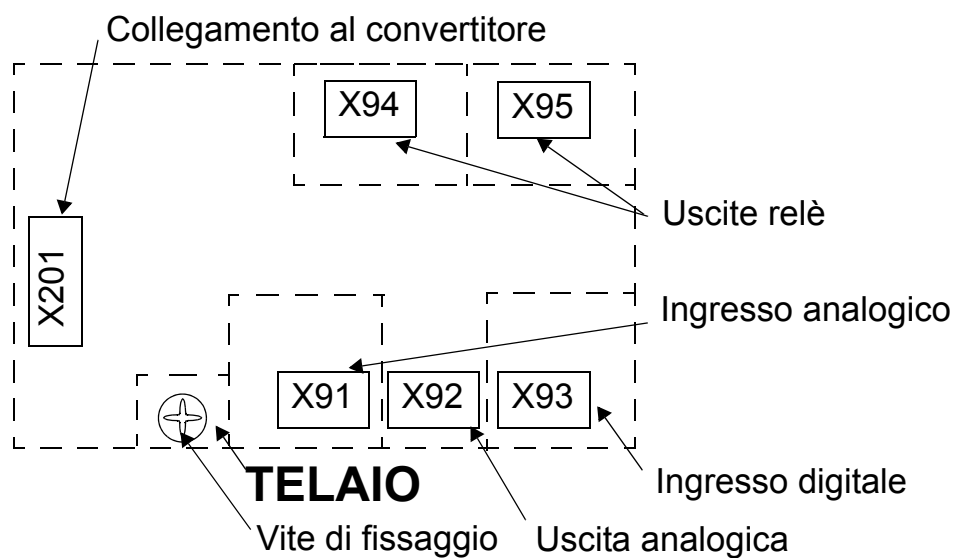 Collegamento al convertitore
X94
X95
Uscite relè
X201
Ingresso analogico
X91
X92
X93
TELAIO
Ingresso digitale
Vite di fissaggio
Uscita analogica